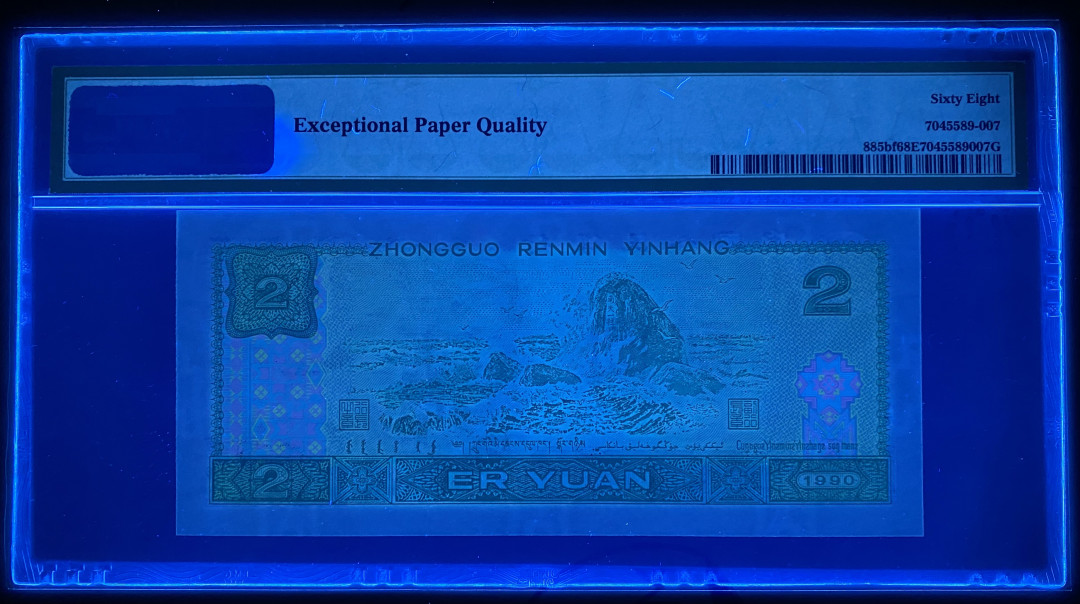 Sixty Eight
Exceptional Paper Quality
7045589-007
885bf68E7045589007G
ZHONGGUO RENMIN YINHANG
2
2
2
ER YUAN
1990